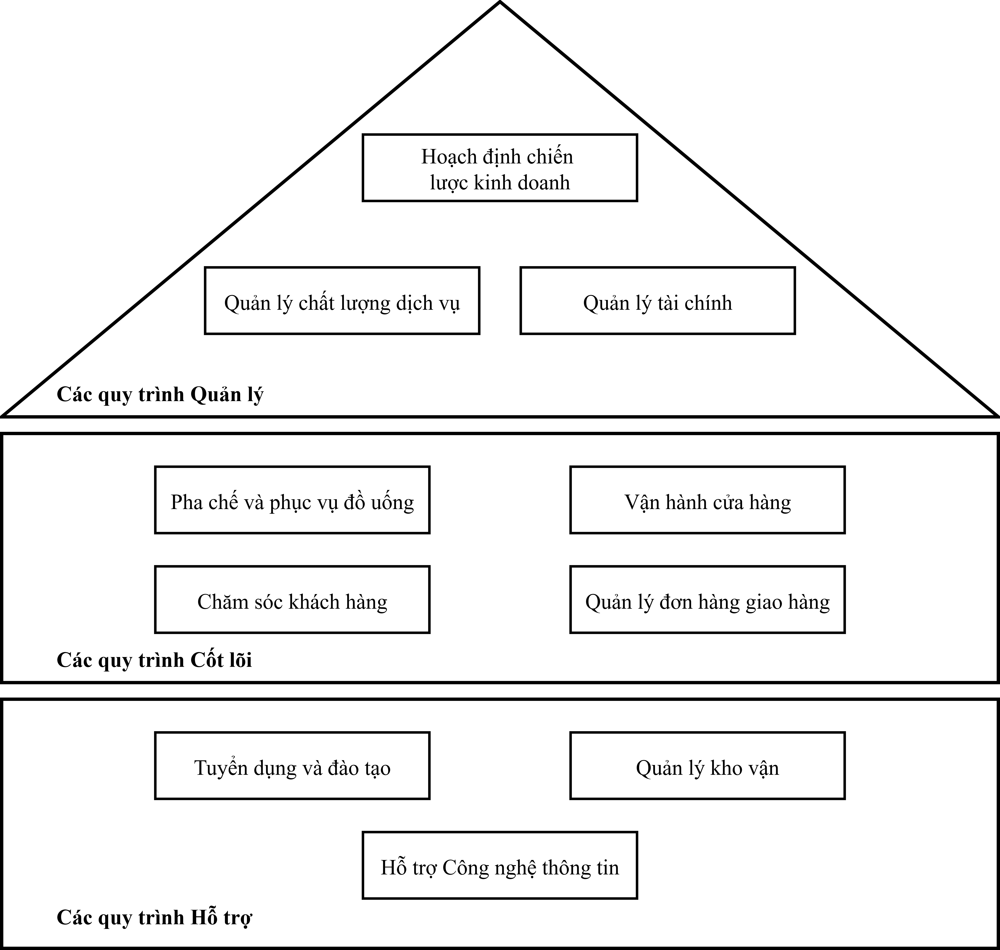 Hoạch định chiến
lược kinh doanh
Quản lý chất lượng dịch vụ
Quản lý tài chính
Các quy trình Quản lý
Pha chế và phục vụ đồ uống
Vận hành cửa hàng
Chăm sóc khách hàng
Quản lý đơn hàng giao hàng
Các quy trình Cốt lõi
Tuyển dụng và đào tạo
Quản lý kho vận
Hỗ trợ Công nghệ thông tin
Các quy trình Hỗ trợ